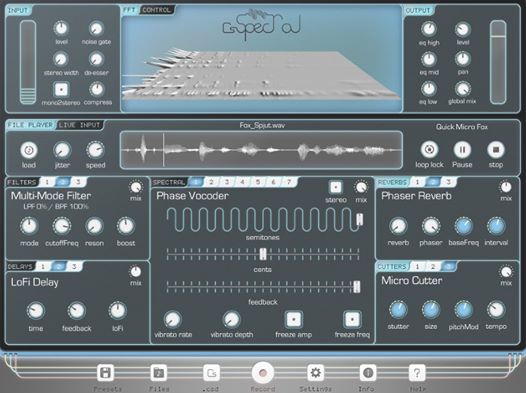 INPUT
level
noise gate
stereo width
de-esser
mono2stereo
compress
FFT CONTROL
csSpectral
OUTPUT
eq high
level
eq mid
pan
eq low
global mix
FILE PLAYER LIVE INPUT
load
jitter
speed
Fox_Spjut.wav
Quick Micro Fox
loop lock
Pause
stop
FILTERS 1 2 3
mix
Multi-Mode Filter
LPF 0% / BPF 100%
mode
cutoffFreq
reson
boost
DELAYS 1 2 3
mix
LoFi Delay
time
feedback
loFi
SPECTRAL 1 2 3 4 5 6 7
Phase Vocoder
stereo
mix
semitones
cents
feedback
vibrato rate
vibrato depth
freeze amp
freeze freq
REVERBS 1 2 3
mix
Phaser Reverb
reverb
phaser
baseFreq
interval
CUTTERS 1 2 3
mix
Micro Cutter
stutter
size
pitchMod
tempo
Presets
Files
Cs
.csd
Record
Settings
Info
?
Help